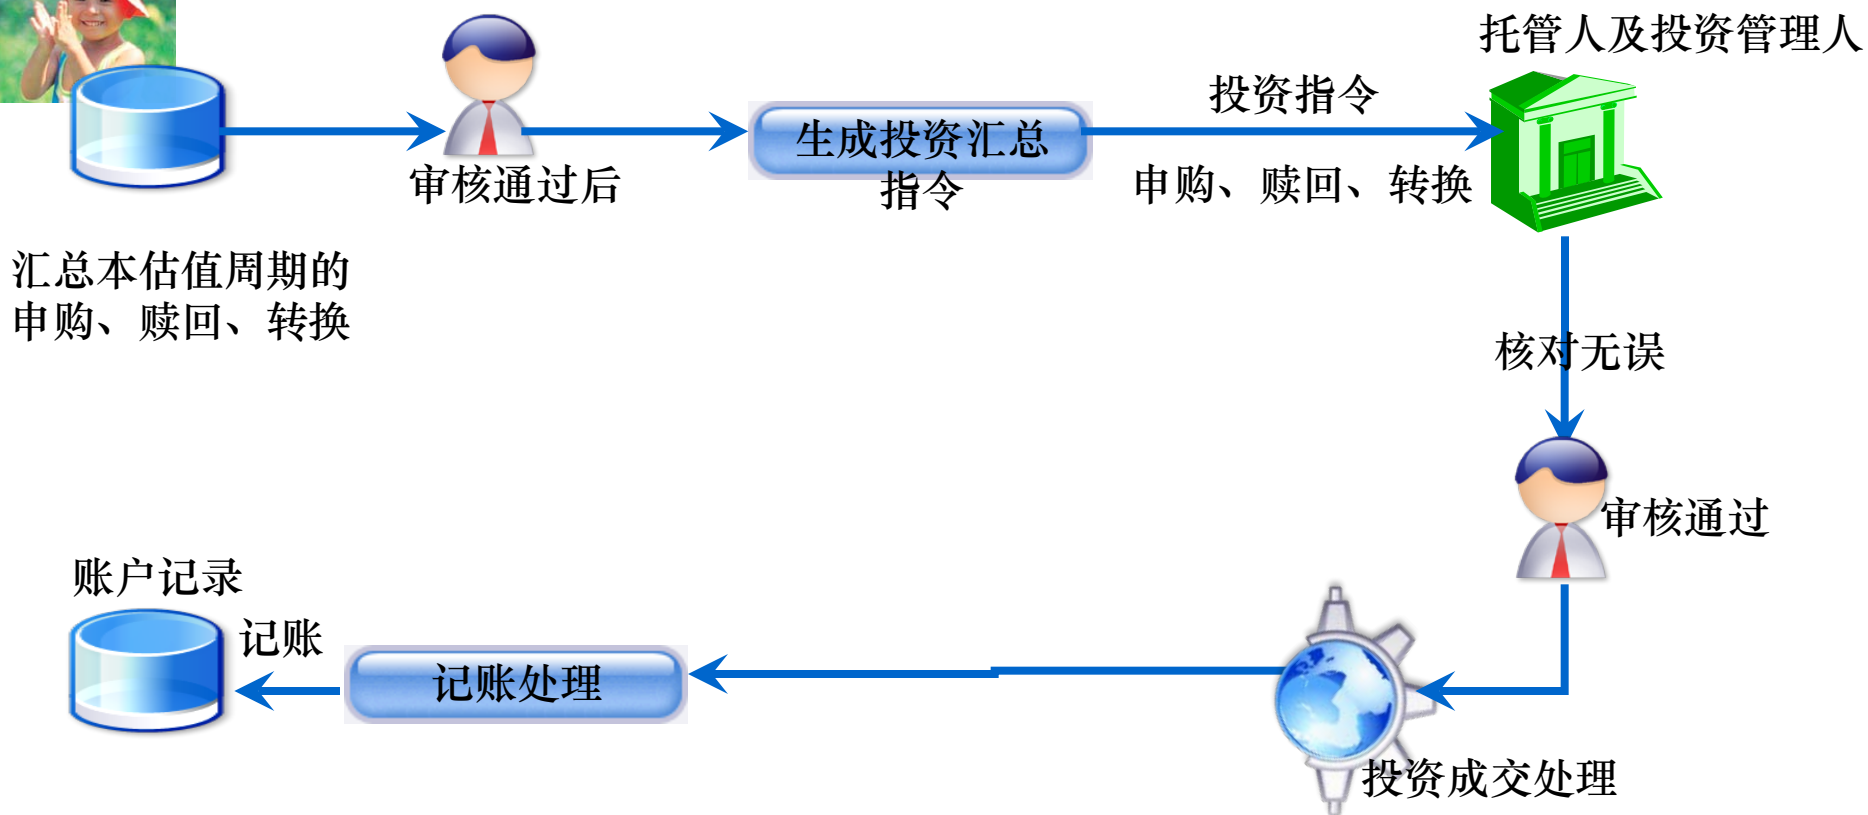 托管人及投资管理人
投资指令
生成投资汇总
指令
审核通过后
申购、赎回、转换
汇总本估值周期的
申购、赎回、转换
核对无误
审核通过
账户记录
记账
记账处理
投资成交处理